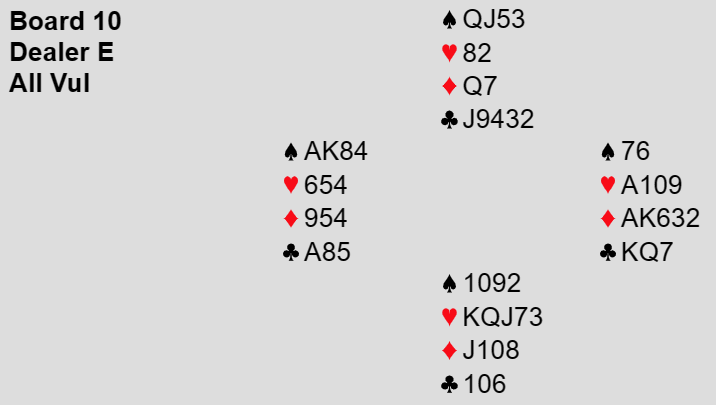 Board 10
Dealer E
All Vul
♠ QJ53
♥ 82
♦ Q7
♣ J9432
♠ AK84
♥ 654
♦ 954
♣ A85
♠ 76
♥ A109
♦ AK632
♣ KQ7
♠ 1092
♥ KQJ73
♦ J108
♣ 106